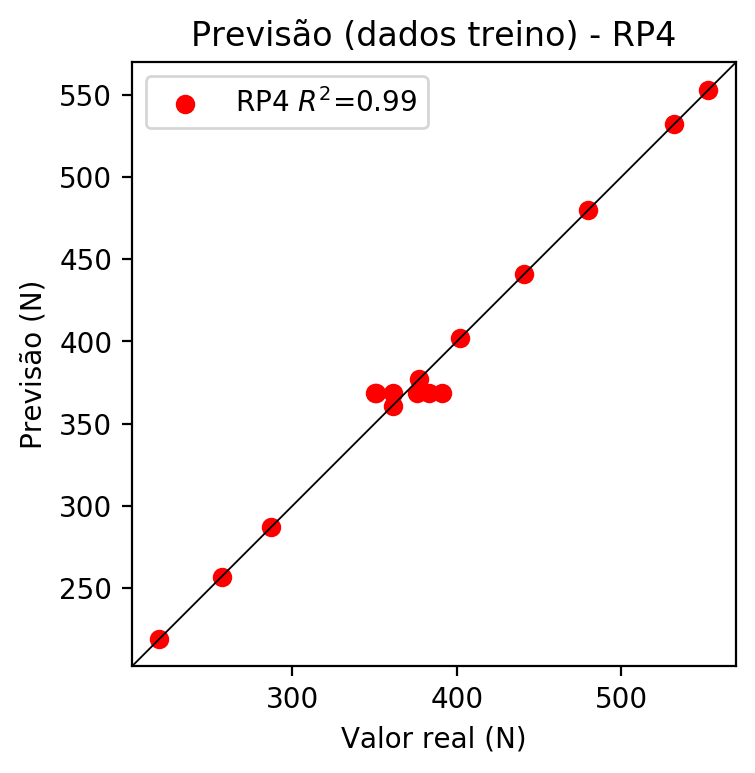 Previsão (dados treino) - RP4
RP4 R²=0.99
Previsão (N)
550
500
450
400
350
300
250
300
400
500
Valor real (N)